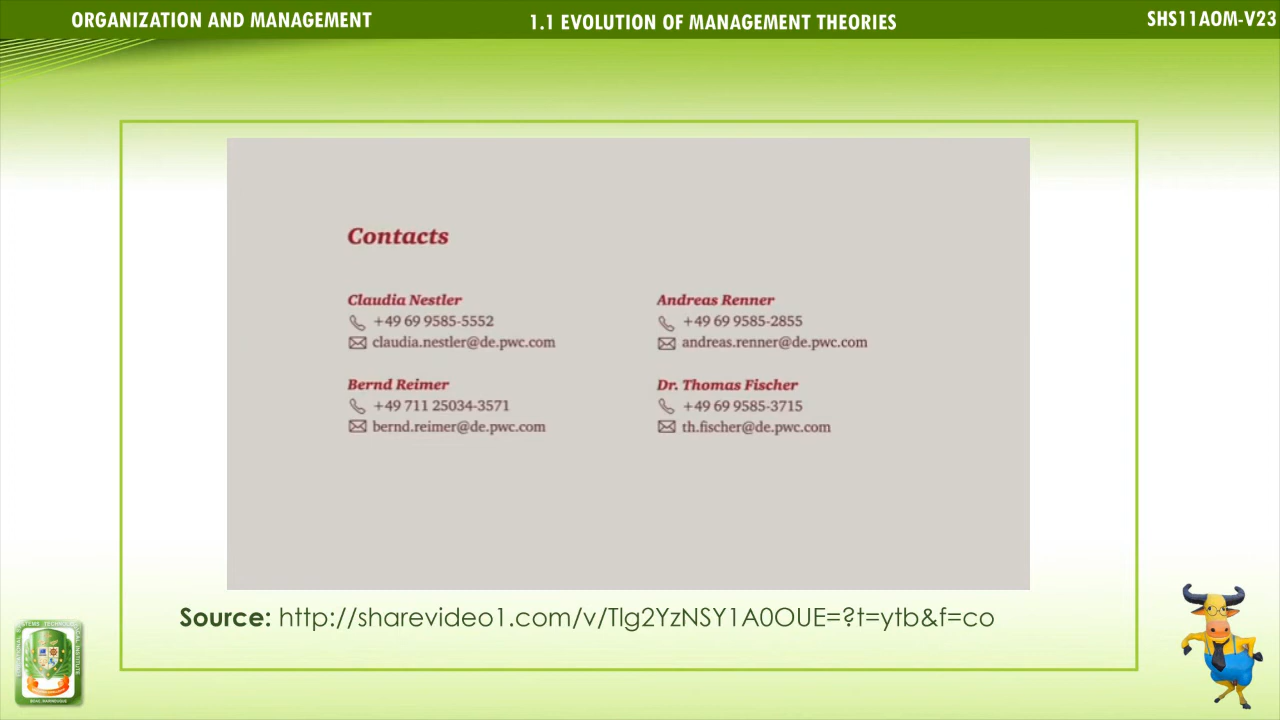 ORGANIZATION AND MANAGEMENT
1.1 EVOLUTION OF MANAGEMENT THEORIES
SHS11AOM-V23
Contacts
Claudia Nestler
+49 69 9585-5552
claudia.nestler@de.pwc.com
Andreas Renner
+49 69 9585-2855
andreas.renner@de.pwc.com
Bernd Reimer
+49 711 25034-3571
bernd.reimer@de.pwc.com
Dr. Thomas Fischer
+49 69 9585-3715
th.fischer@de.pwc.com
Source: http://sharevideo1.com/v/Tlg2YzNSY1A0OUE=?t=ytb&f=co